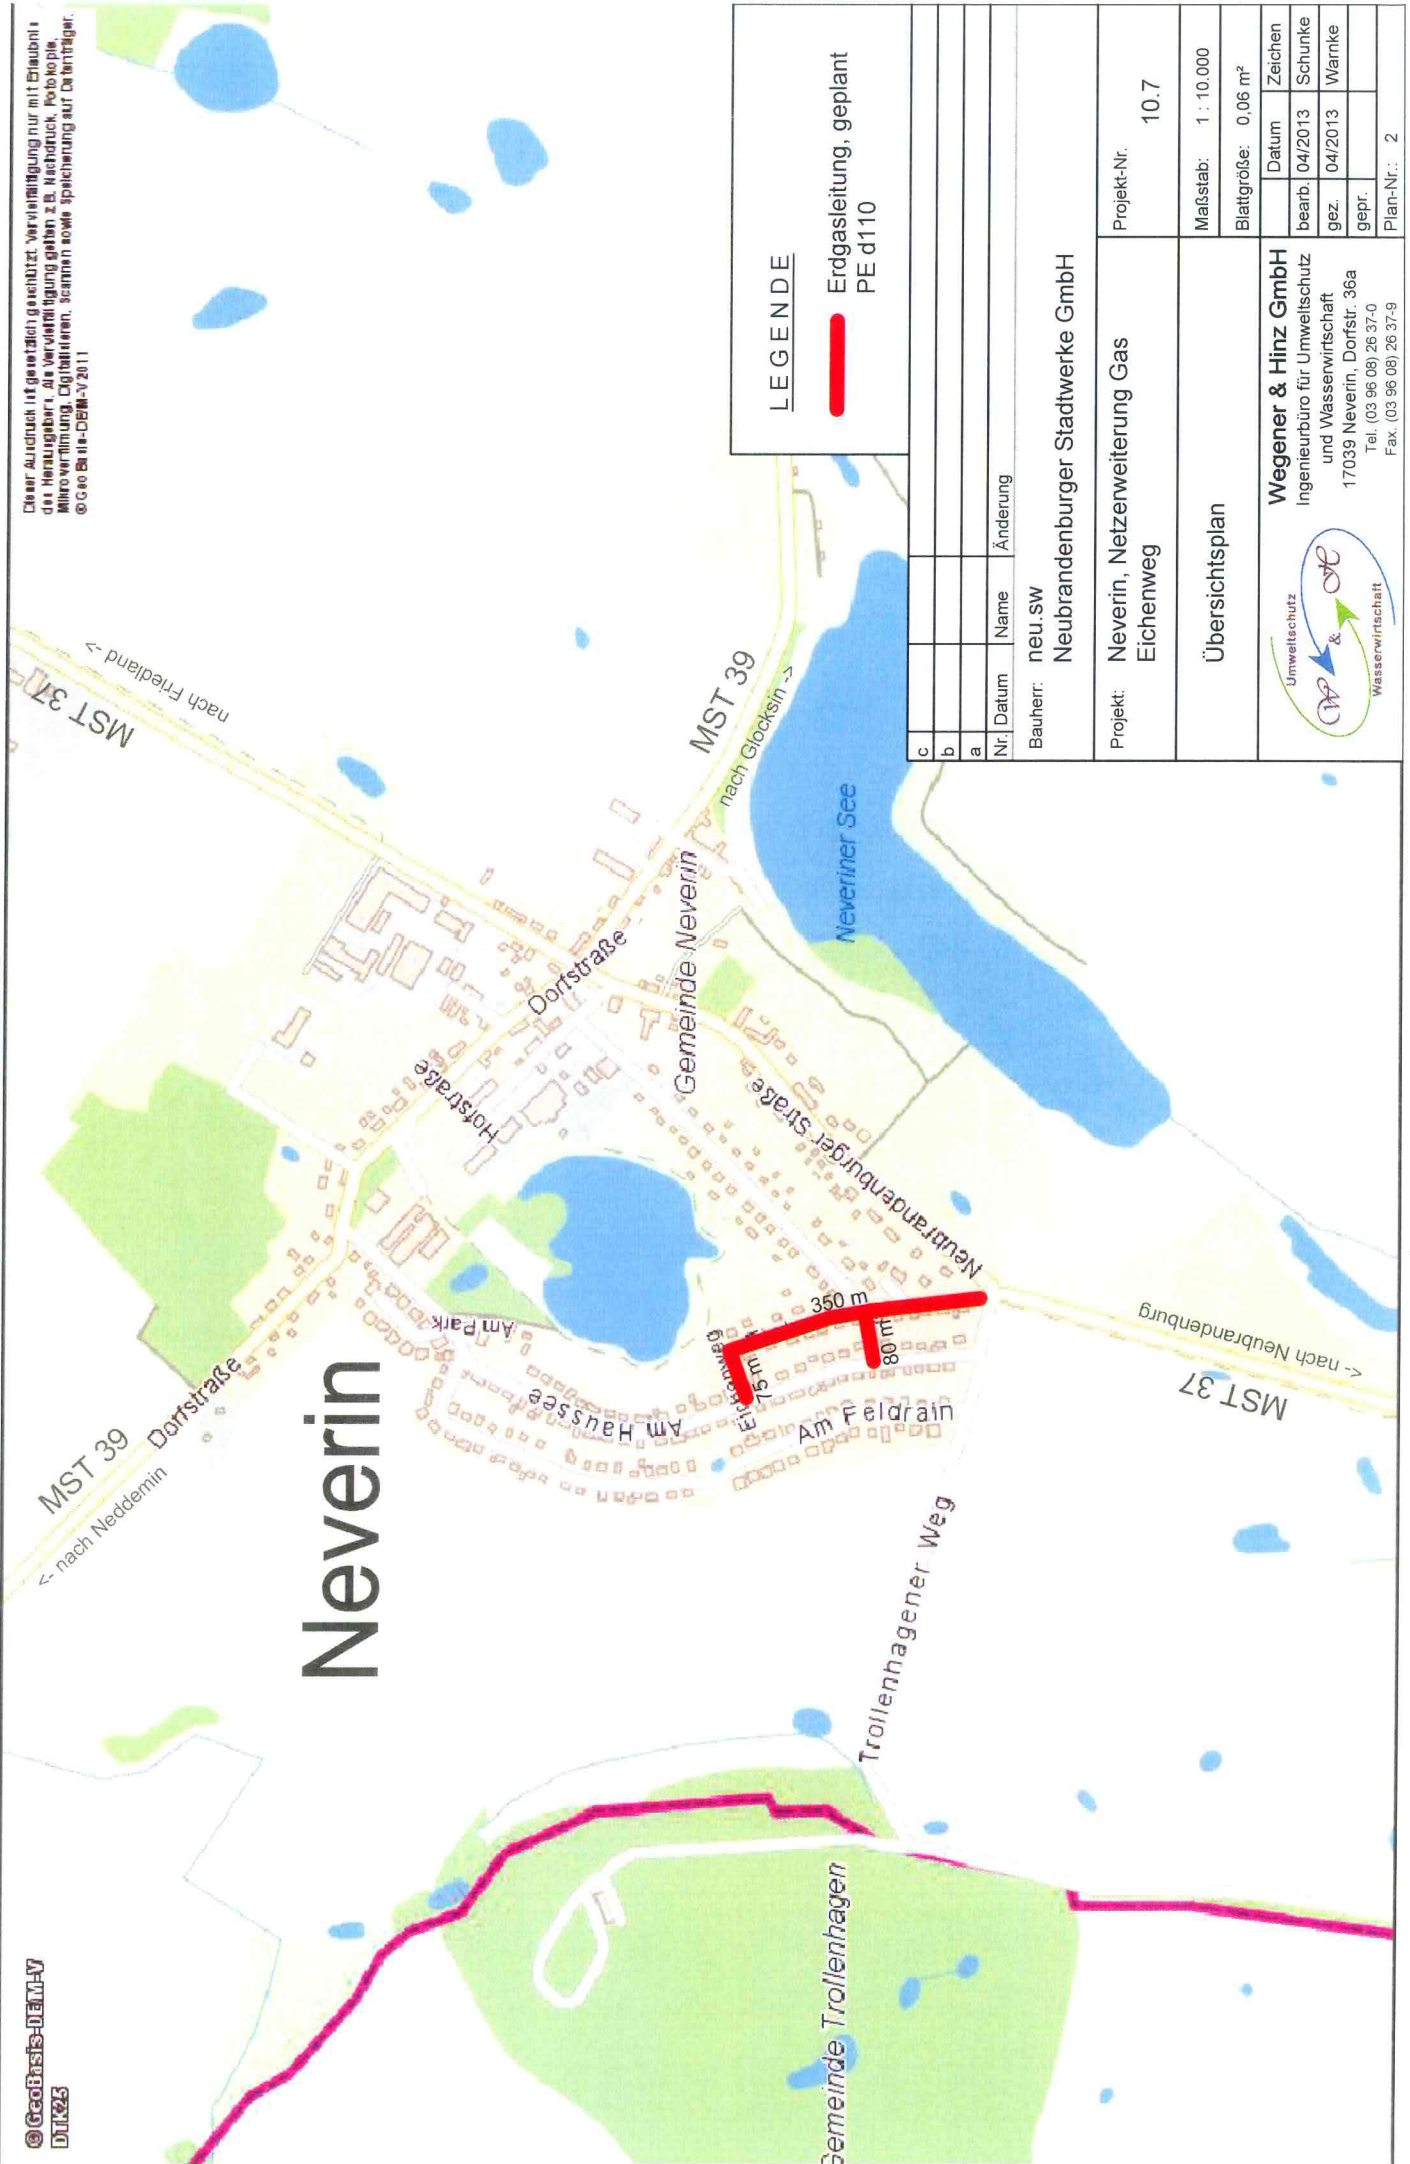 Dieser Ausdruck ist gesetzlich geschützt. Vervielfältigung nur mit Erlaubnis
des Herausgebers. Als Vervielfältigung gelten z.B. Nachdruck, Fotokopie,
Mikroverfilmung, Digitalisieren, Scannen sowie Speicherung auf Datenträger.
© GeoBasis-DE/M-V 2011
© GeoBasis-DE/M-V
DTK25
Neverin
MST 39
<- nach Neddemin
Dorfstraße
MST 37
nach Friedland ->
Hofstraße
Dorfstraße
MST 39
nach Glocksin ->
Gemeinde Neverin
Neveriner See
Neubrandenburger Straße
Am Park
Am Haussee
Eichenweg
75 m
350 m
80 m
Am Feldrain
Trollenhagener Weg
<- nach Neubrandenburg
MST 37
Gemeinde Trollenhagen
LEGENDE
Erdgasleitung, geplant
PE d110
c
b
a
Nr. Datum Name Änderung
Bauherr: neu.sw
Neubrandenburger Stadtwerke GmbH
Projekt: Neverin, Netzerweiterung Gas
Eichenweg
Projekt-Nr.
10.7
Übersichtsplan
Maßstab: 1 : 10.000
Blattgröße: 0,06 m²
Umweltschutz
W & H
Wasserwirtschaft
Wegener & Hinz GmbH
Ingenieurbüro für Umweltschutz
und Wasserwirtschaft
17039 Neverin, Dorfstr. 36a
Tel. (03 96 08) 26 37-0
Fax. (03 96 08) 26 37-9
Datum Zeichen
bearb. 04/2013 Schunke
gez. 04/2013 Warnke
gepr.
Plan-Nr.: 2